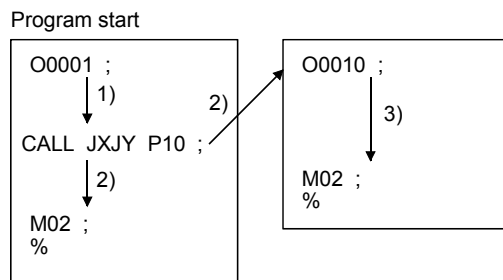 Program start
O0001 ;
1)
CALL JXJY P10 ;
2)
M02 ;
%
2)
O0010 ;
3)
M02 ;
%